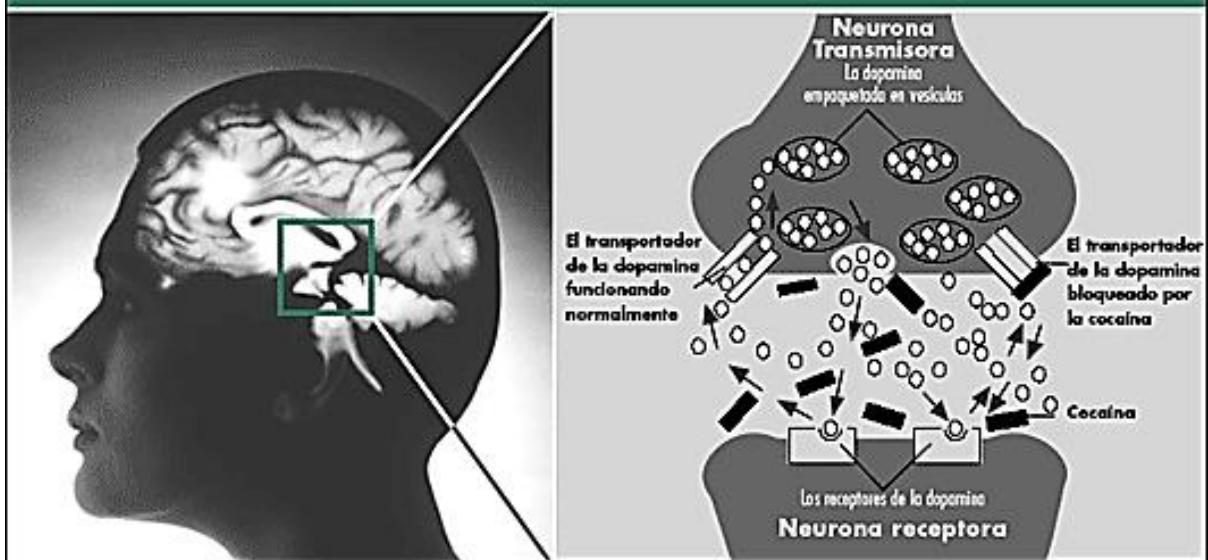 Neurona
Transmisora
La dopamina
empaquetada en vesículas
El transportador
de la dopamina
funcionando
normalmente
El transportador
de la dopamina
bloqueado por
la cocaína
Cocaína
Los receptores de la dopamina
Neurona receptora